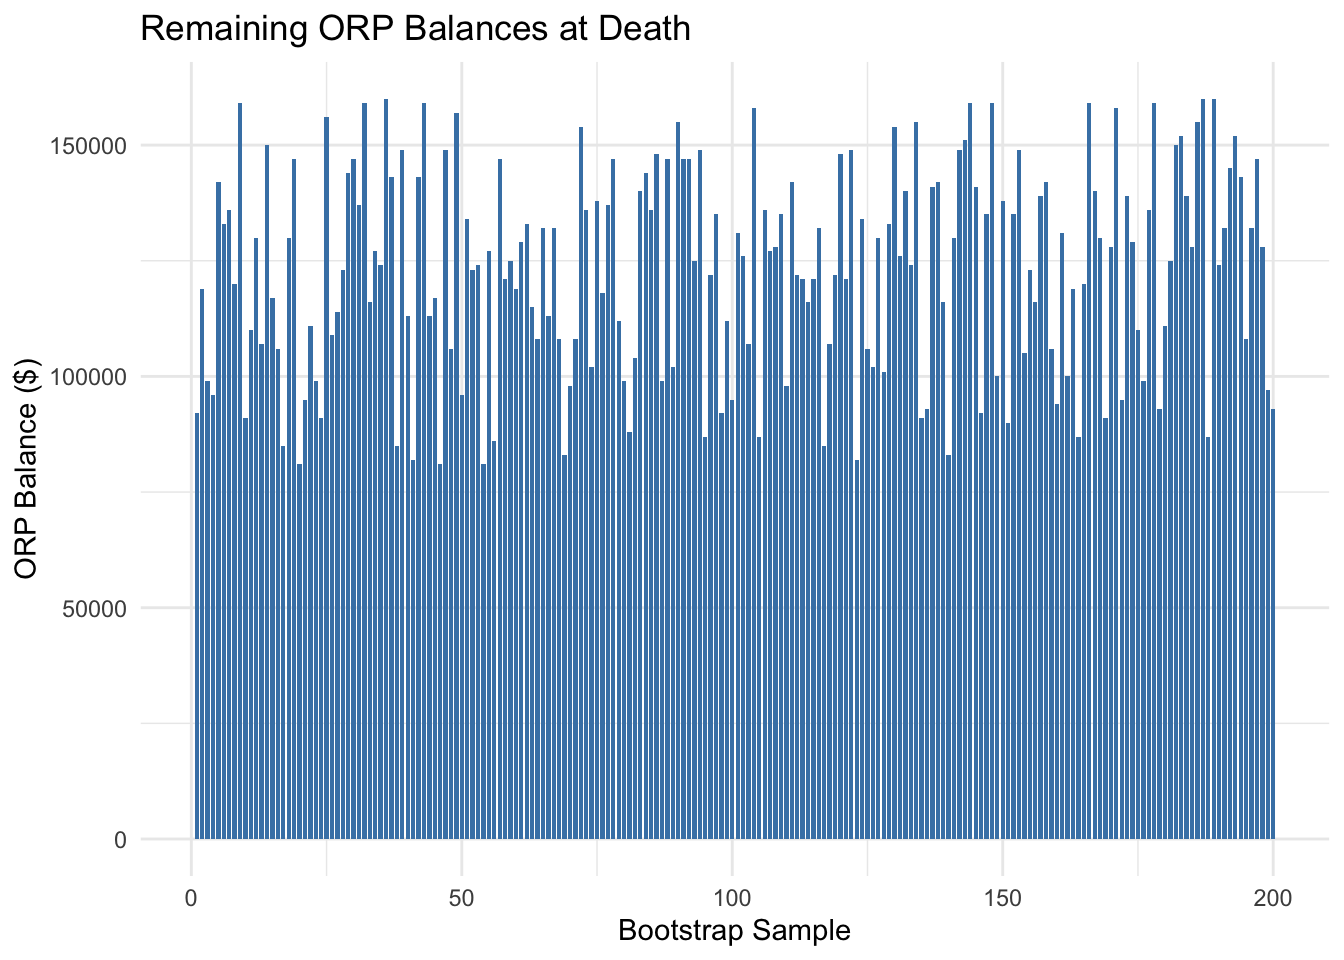 Remaining ORP Balances at Death
ORP Balance ($)
150000
100000
50000
0
0 50 100 150 200
Bootstrap Sample